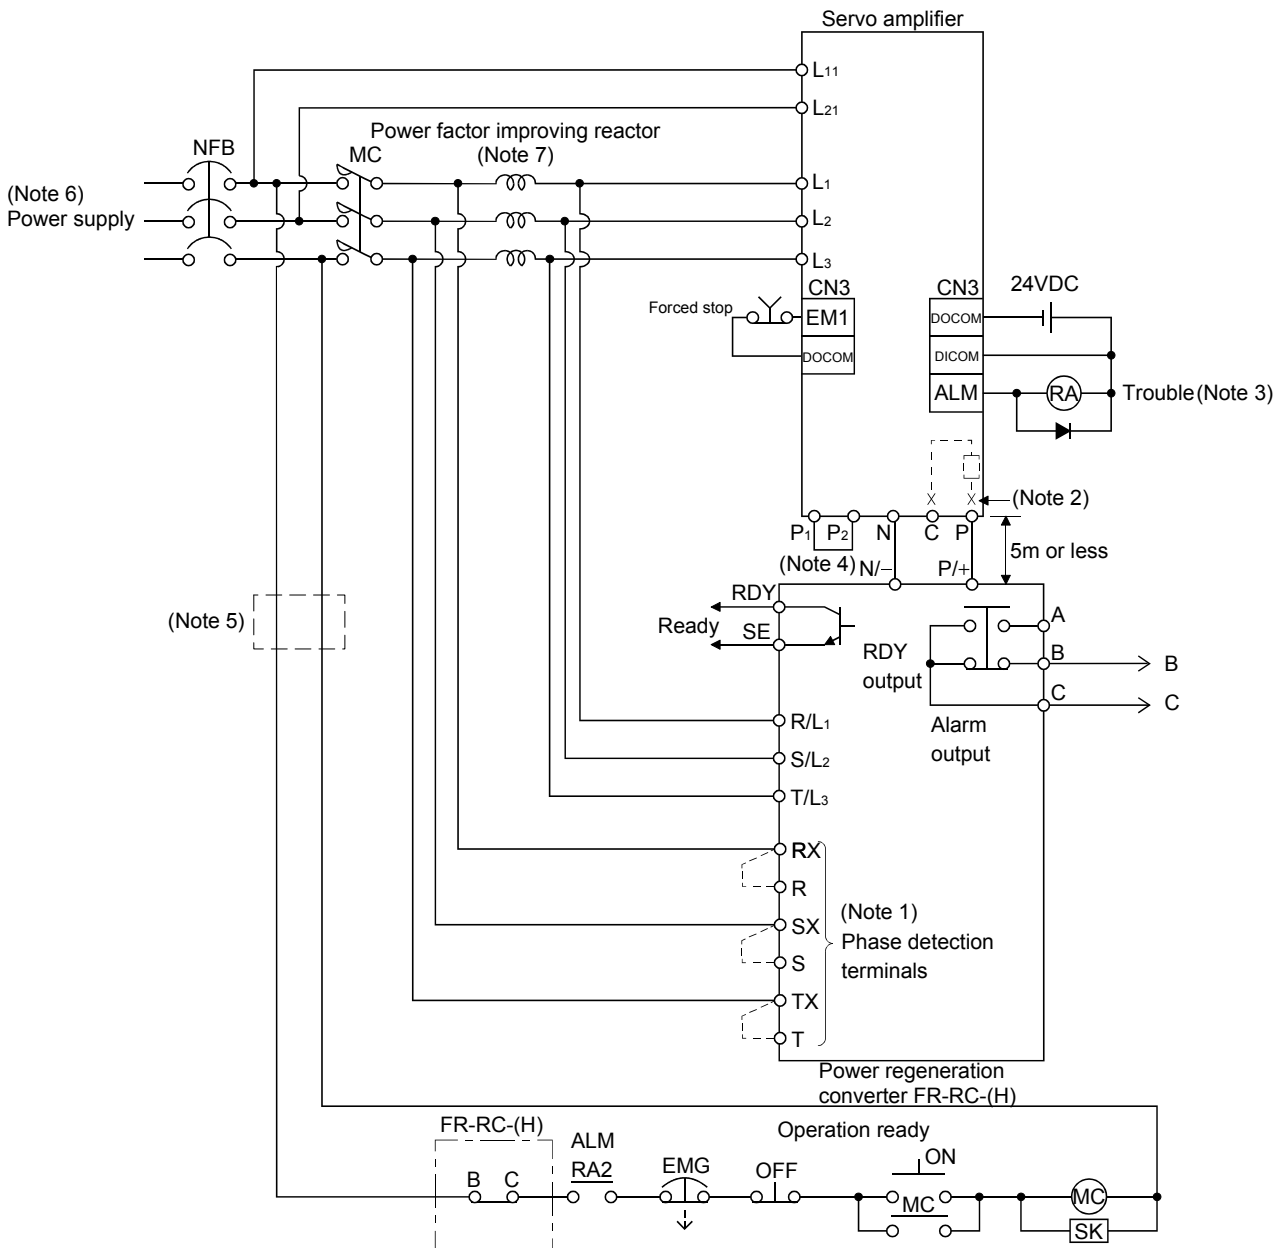 Servo amplifier
L11
L21
Power factor improving reactor
NFB
MC
(Note 7)
(Note 6)
Power supply
L1
L2
L3
CN3
CN3
24VDC
Forced stop
EM1
DOCOM
DOCOM
DICOM
ALM
RA
Trouble(Note 3)
(Note 2)
P1
P2
N
C
P
5m or less
(Note 4)
N/−
P/+
RDY
Ready
SE
(Note 5)
RDY
output
A
B
B
C
C
Alarm
output
R/L1
S/L2
T/L3
RX
R
SX
S
TX
T
(Note 1)
Phase detection
terminals
Power regeneration
converter FR-RC-(H)
FR-RC-(H)
Operation ready
ALM
RA2
EMG
OFF
ON
B
C
MC
MC
SK